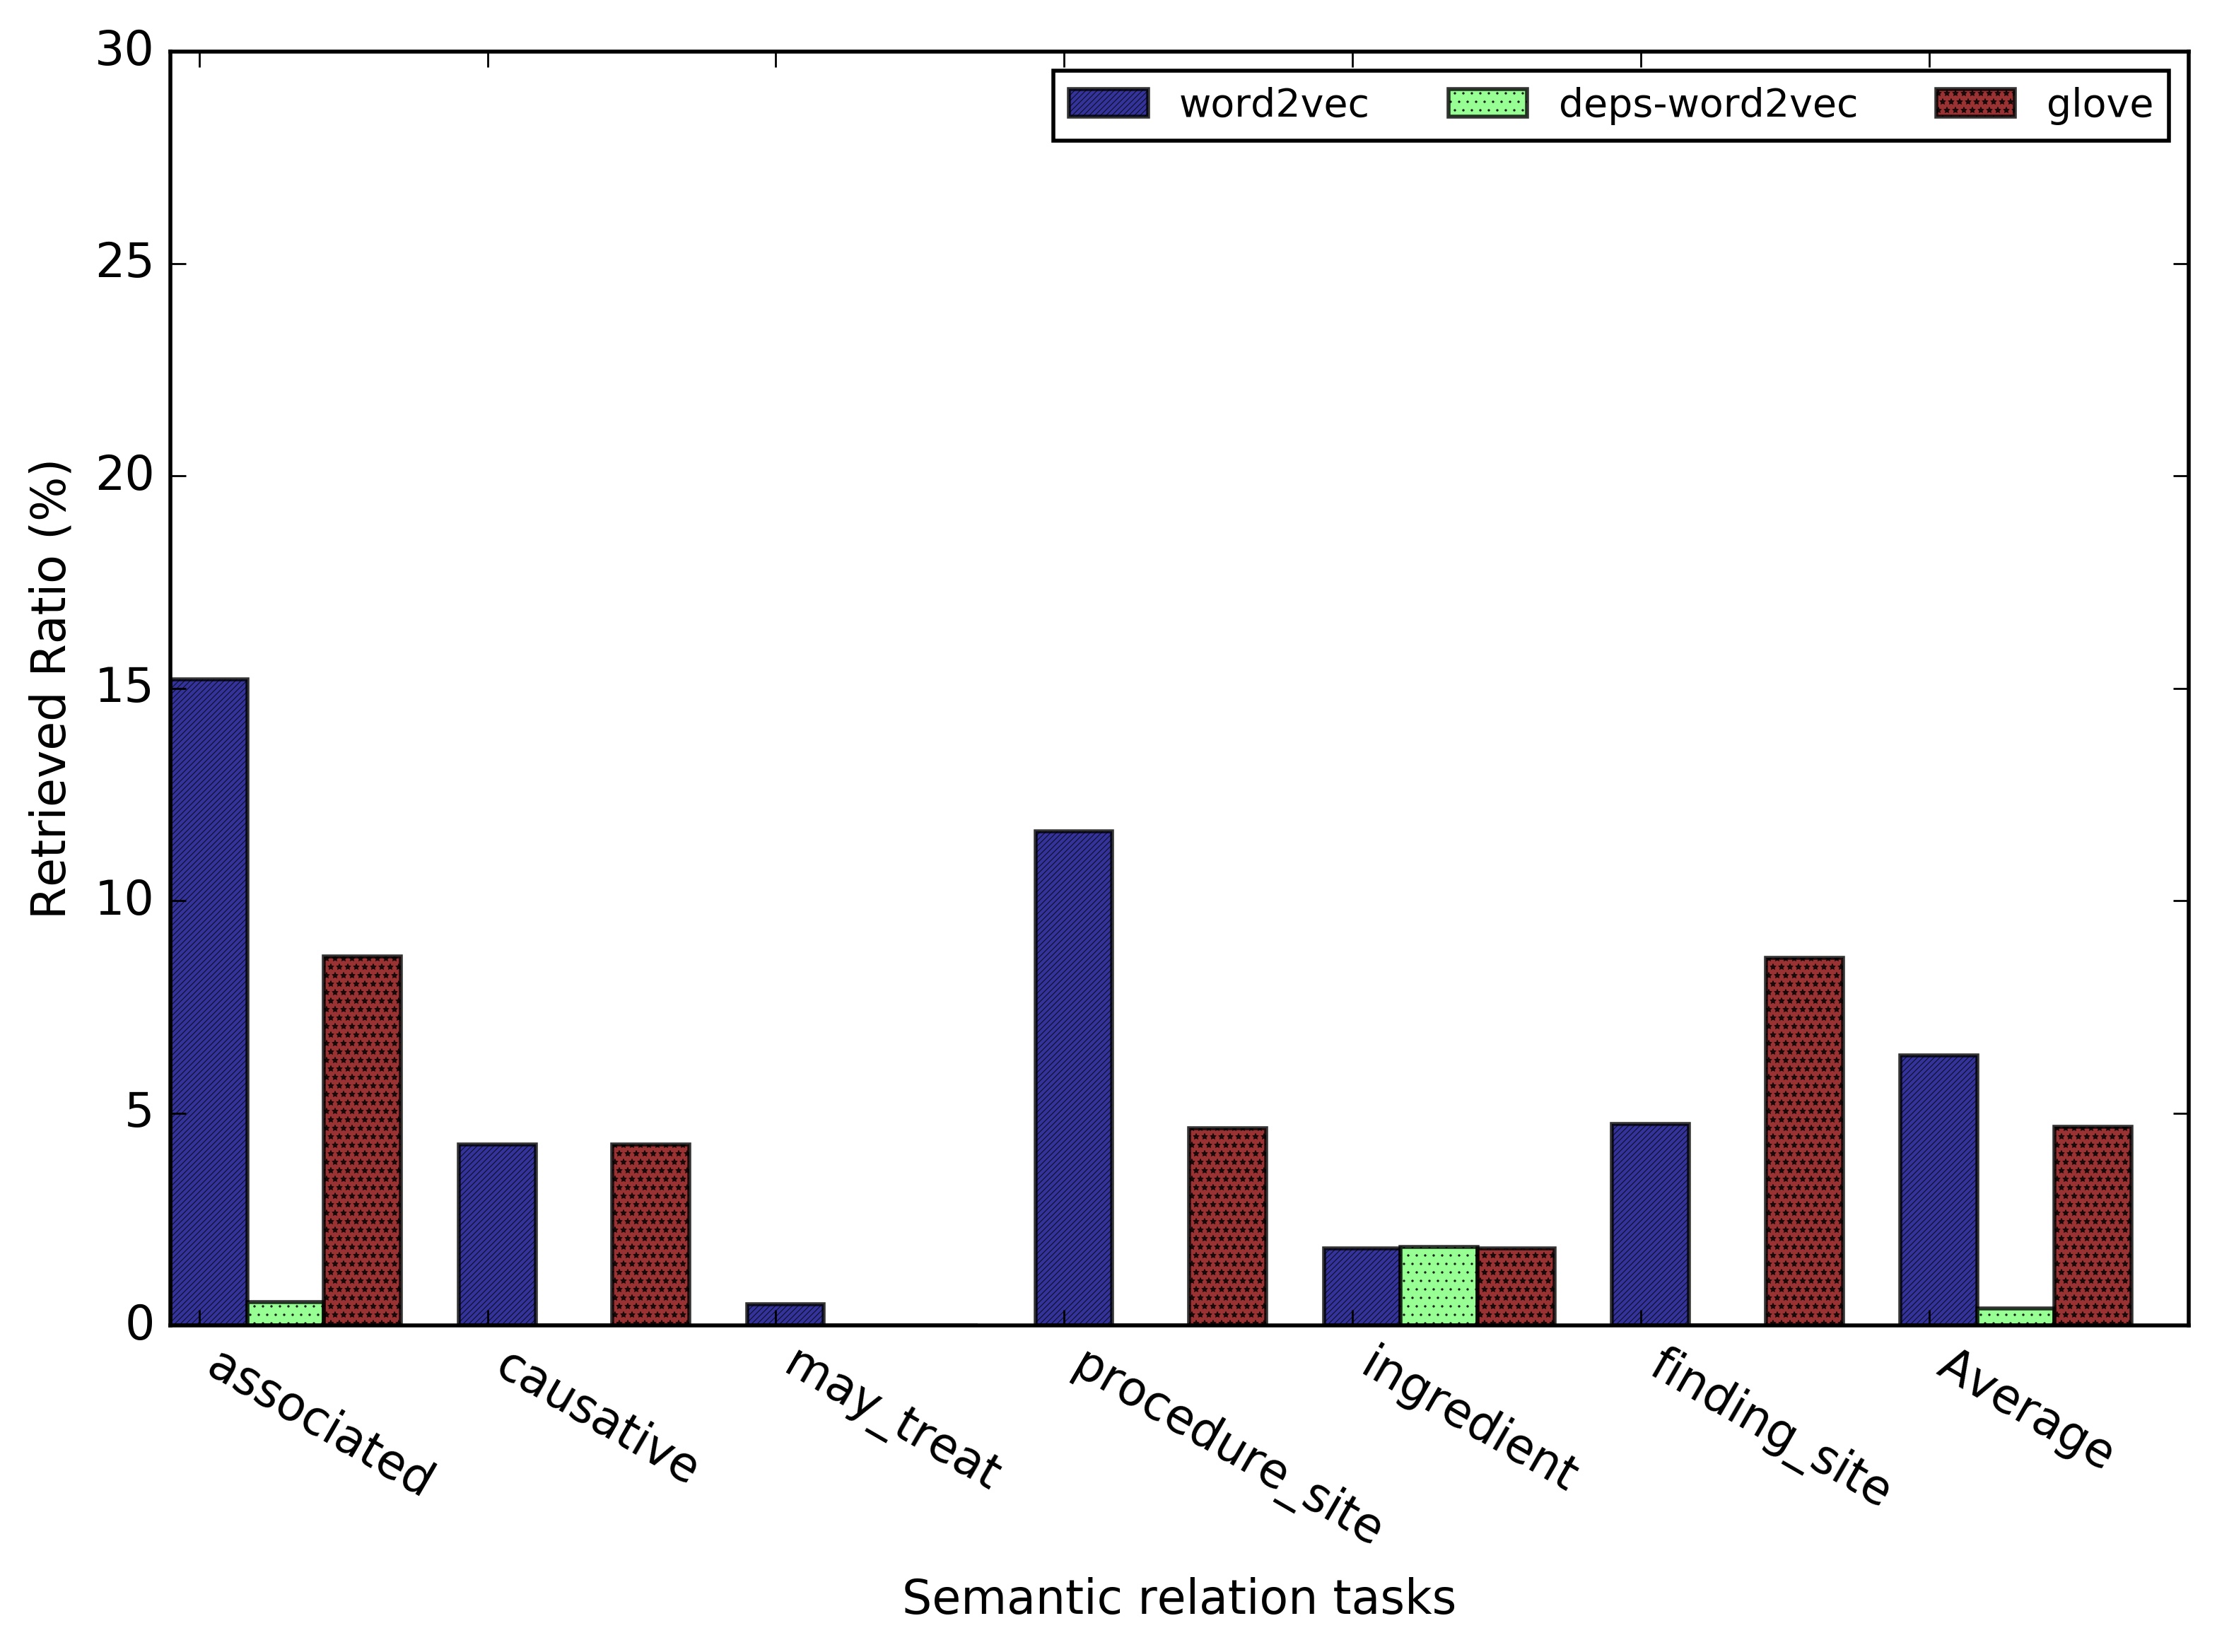 word2vec deps-word2vec glove
Retrieved Ratio (%)
30
25
20
15
10
5
0
associated causative may_treat procedure_site ingredient finding_site Average
Semantic relation tasks